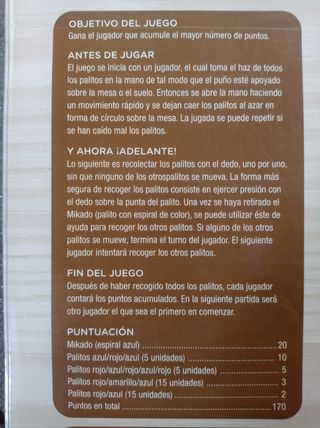 OBJETIVO DEL JUEGO
Gana el jugador que acumule el mayor número de puntos.
ANTES DE JUGAR
El juego se inicia con un jugador, el cual toma el haz de todos
los palitos en la mano de tal modo que el puño esté apoyado
sobre la mesa o el suelo. Entonces se abre la mano haciendo
un movimiento rápido y se dejan caer los palitos al azar en
forma de círculo sobre la mesa. La jugada se puede repetir si
se han caído mal los palitos.
Y AHORA ¡ADELANTE!
Lo siguiente es recolectar los palitos con el dedo, uno por uno,
sin que ninguno de los otrospalitos se mueva. La forma más
segura de recoger los palitos consiste en ejercer presión con
el dedo sobre la punta del palito. Una vez se haya retirado el
Mikado (palito con espiral de color), se puede utilizar éste de
ayuda para recoger los otros palitos. Si alguno de los otros
palitos se mueve, termina el turno del jugador. El siguiente
jugador intentará recoger los otros palitos.
FIN DEL JUEGO
Después de haber recogido todos los palitos, cada jugador
contará los puntos acumulados. En la siguiente partida será
otro jugador el que sea el primero en comenzar.
PUNTUACIÓN
Mikado (espiral azul) ..........................................20
Palitos azul/rojo/azul (5 unidades) ..................... 10
Palitos rojo/azul/rojo/azul/rojo (5 unidades) ....... 5
Palitos rojo/amarillo/azul (15 unidades) .............. 3
Palitos rojo/azul (15 unidades) ........................... 2
Puntos en total ..............................................170